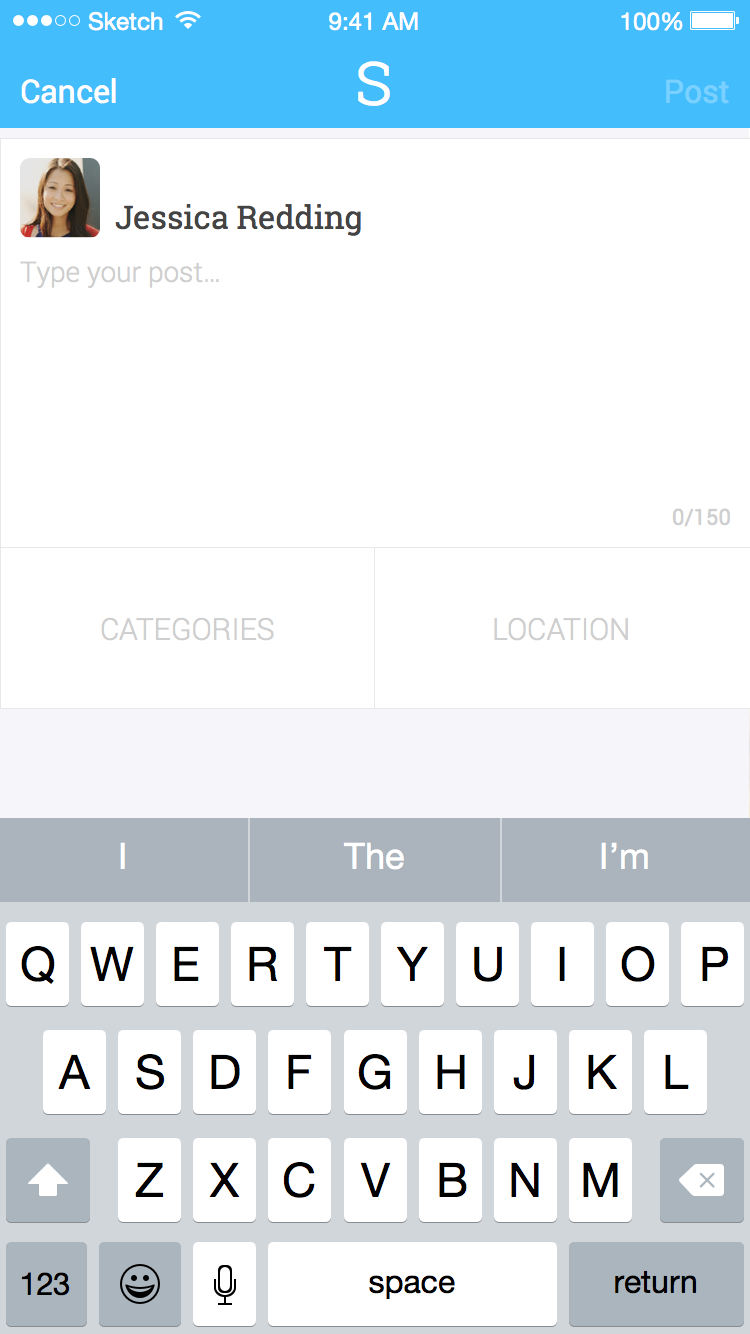 Sketch 9:41 AM 100%
Cancel S Post
Jessica Redding
Type your post...
0/150
CATEGORIES LOCATION
I The I'm
Q W E R T Y U I O P
A S D F G H J K L
Z X C V B N M
123 space return